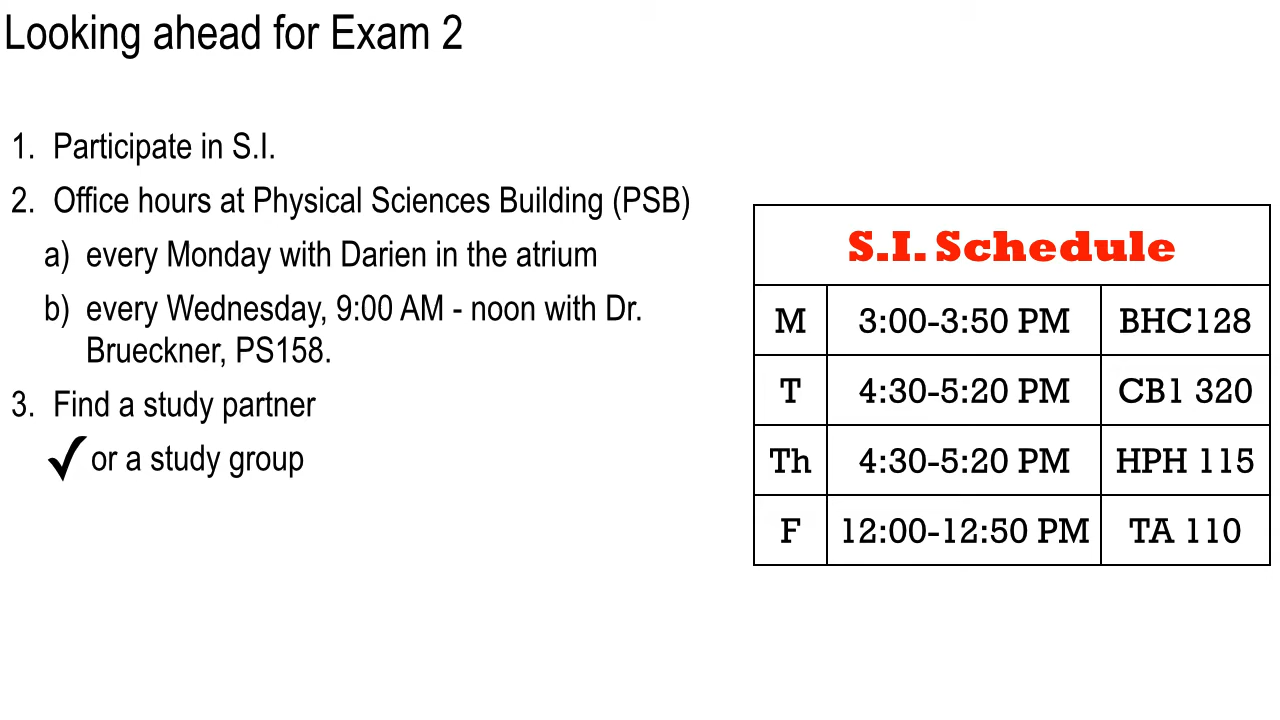 Looking ahead for Exam 2
1. Participate in S.I.
2. Office hours at Physical Sciences Building (PSB)
a) every Monday with Darien in the atrium
b) every Wednesday, 9:00 AM - noon with Dr.
Brueckner, PS158.
3. Find a study partner
✓ or a study group
S.I. Schedule
M 3:00-3:50 PM BHC128
T 4:30-5:20 PM CB1 320
Th 4:30-5:20 PM HPH 115
F 12:00-12:50 PM TA 110